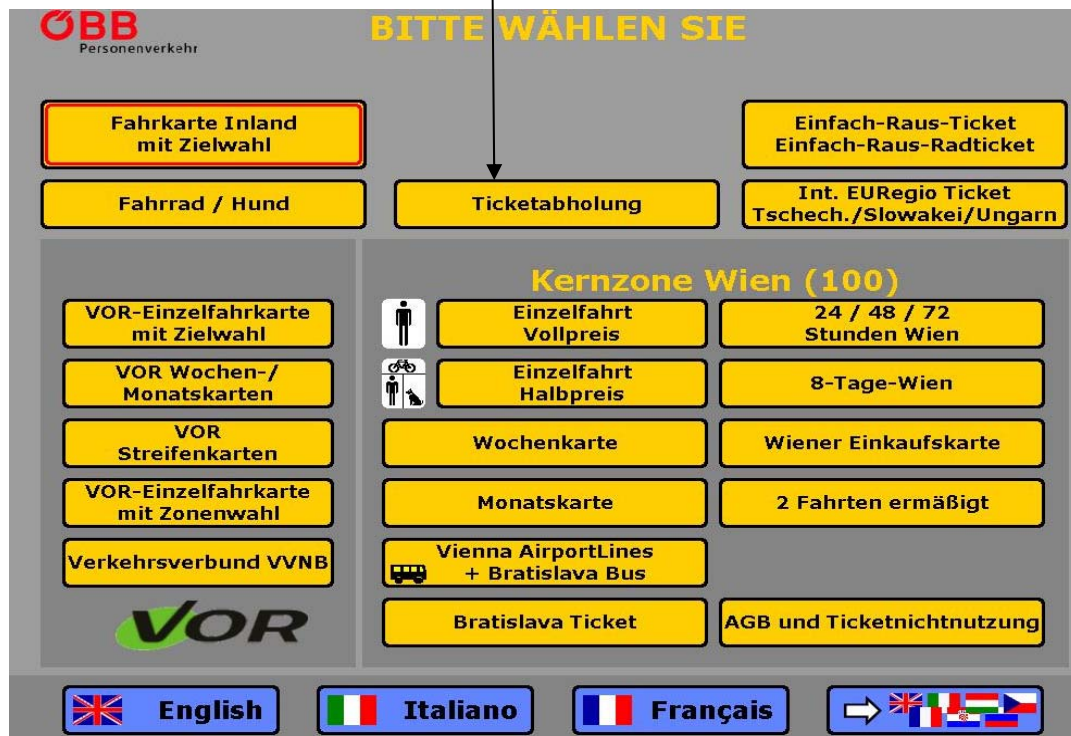 ÖBB
Personenverkehr
BITTE WÄHLEN SIE
Fahrkarte Inland
mit Zielwahl
Einfach-Raus-Ticket
Einfach-Raus-Radticket
Fahrrad / Hund
Ticketabholung
Int. EURegio Ticket
Tschech./Slowakei/Ungarn
VOR-Einzelfahrkarte
mit Zielwahl
VOR Wochen-/
Monatskarten
VOR
Streifenkarten
VOR-Einzelfahrkarte
mit Zonenwahl
Verkehrsverbund VVNB
VOR
Kernzone Wien (100)
Einzelfahrt
Vollpreis
24 / 48 / 72
Stunden Wien
Einzelfahrt
Halbpreis
8-Tage-Wien
Wochenkarte
Wiener Einkaufskarte
Monatskarte
2 Fahrten ermäßigt
Vienna AirportLines
+ Bratislava Bus
Bratislava Ticket
AGB und Ticketnichtnutzung
English
Italiano
Français